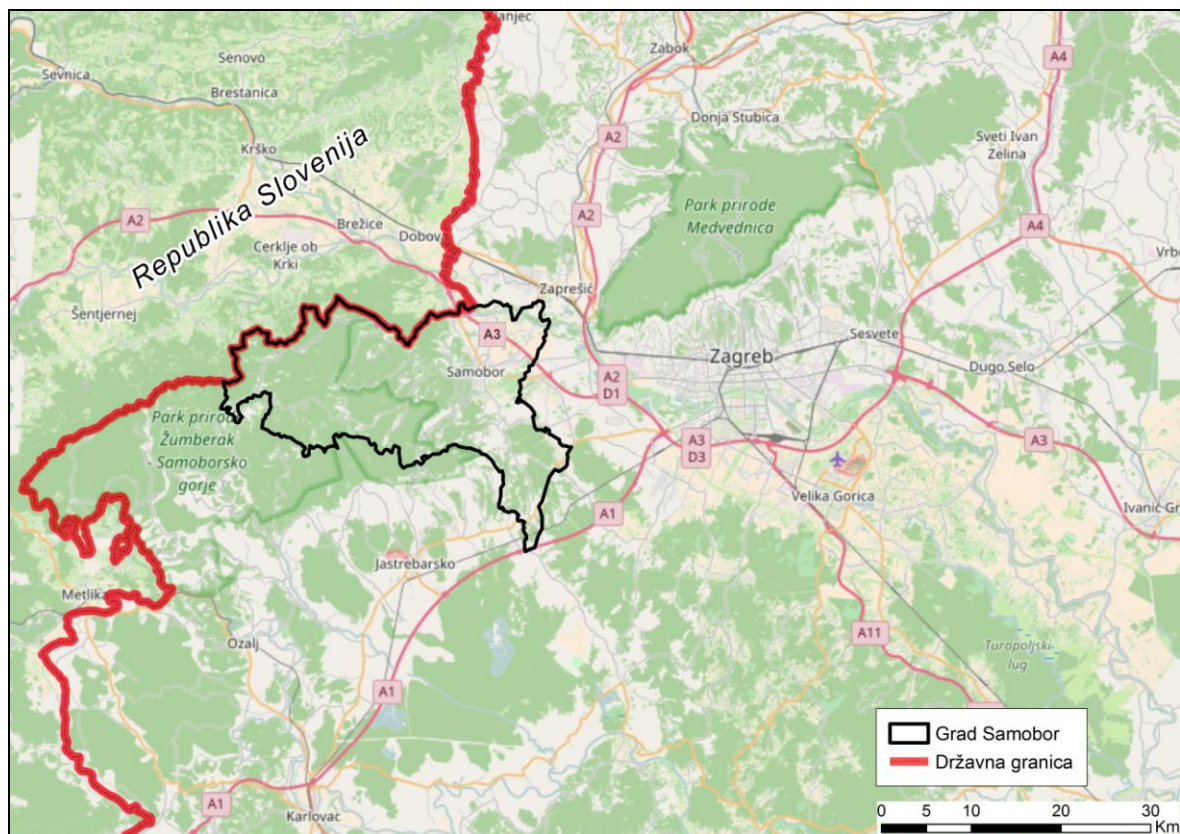 anjec
Zabok
A4
Senovo
Sevnica
Brestanica
Donja Stubica
A2
Krško
Sveti Ivan
Zelina
Republika Slovenija
A2
Brežice
A2
Park prirode
Medvednica
A4
Dobova
Cerklje ob
Krki
Vrbo
Zaprešić
Šentjernej
A3
Sesvete
Zagreb
Samobor
Dugo Selo
A2
D1
Park prirode
Žumberak
- Samoborsko
gorje
A3
D3
A3
Velika Gorica
Ivanić Gr
A1
Jastrebarsko
Metlika
A11
Ozalj
Turopoljski
lug
A1
Grad Samobor
Državna granica
A1
Karlovac
0 5 10 20 30
Km